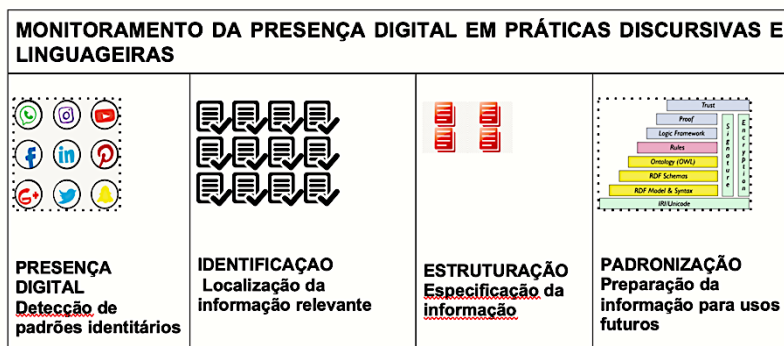 MONITORAMENTO DA PRESENÇA DIGITAL EM PRÁTICAS DISCURSIVAS E
LINGUAGEIRAS
PRESENÇA
DIGITAL
Detecção de
padrões identitários
IDENTIFICAÇAO
Localização da
informação relevante
ESTRUTURAÇÃO
Especificação da
informação
Trust
Proof
Logic Framework
Rules
Ontology (OWL)
RDF Schemas
RDF Model & Syntax
IRI/Unicode
Signature
Encryption
PADRONIZAÇÃO
Preparação da
informação para usos
futuros